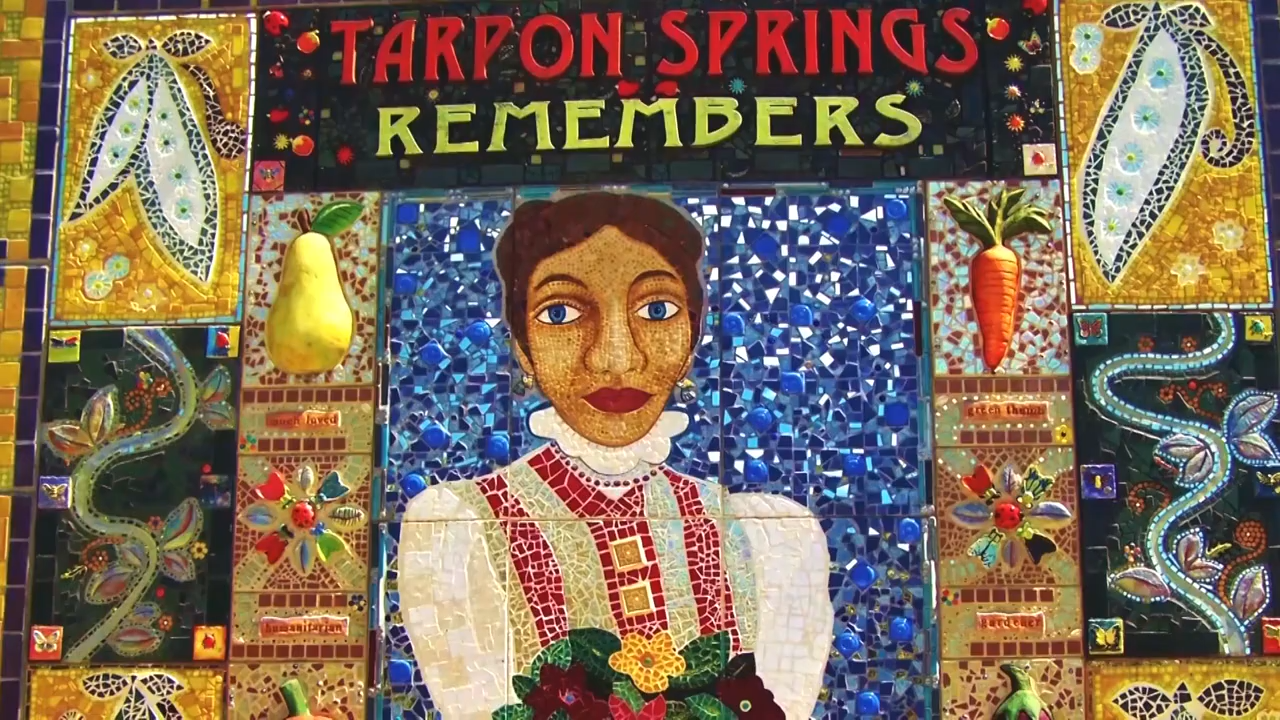 TARPON SPRINGS
REMEMBERS
much loved
green thumb
humanitarian
gardener